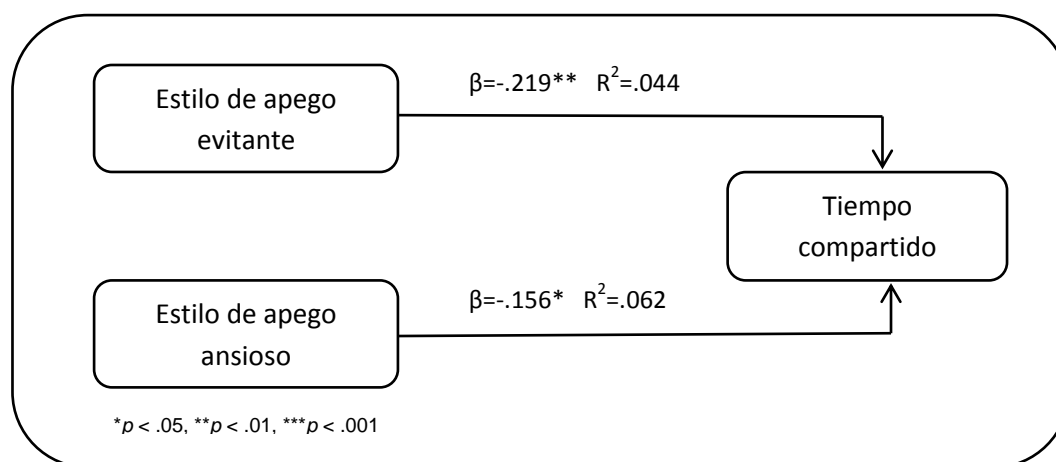 Estilo de apego
evitante
β=-.219** R²=.044
Tiempo
compartido
Estilo de apego
ansioso
β=-.156* R²=.062
*p < .05, **p < .01, ***p < .001